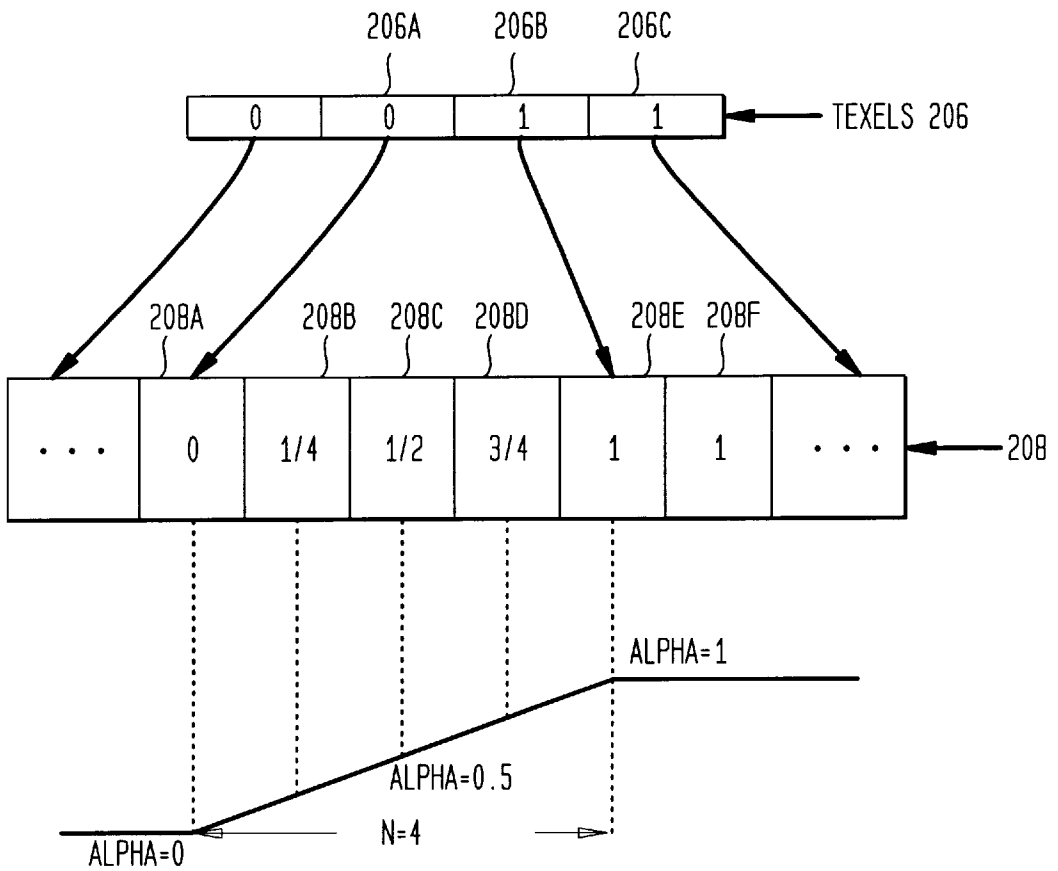 206A 206B 206C
0 0 1 1 TEXELS 206
208A 208B 208C 208D 208E 208F
... 0 1/4 1/2 3/4 1 1 ... 208
ALPHA=1
ALPHA=0.5
N=4
ALPHA=0